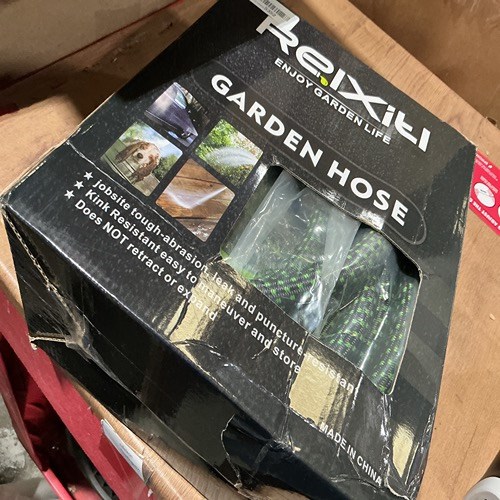 Relxiti
ENJOY GARDEN LIFE
GARDEN HOSE
★ jobsite tough-abrasion, leak and puncture resistant
★ Kink Resistant easy to maneuver and store
★ Does NOT retract or expand
MADE IN CHINA